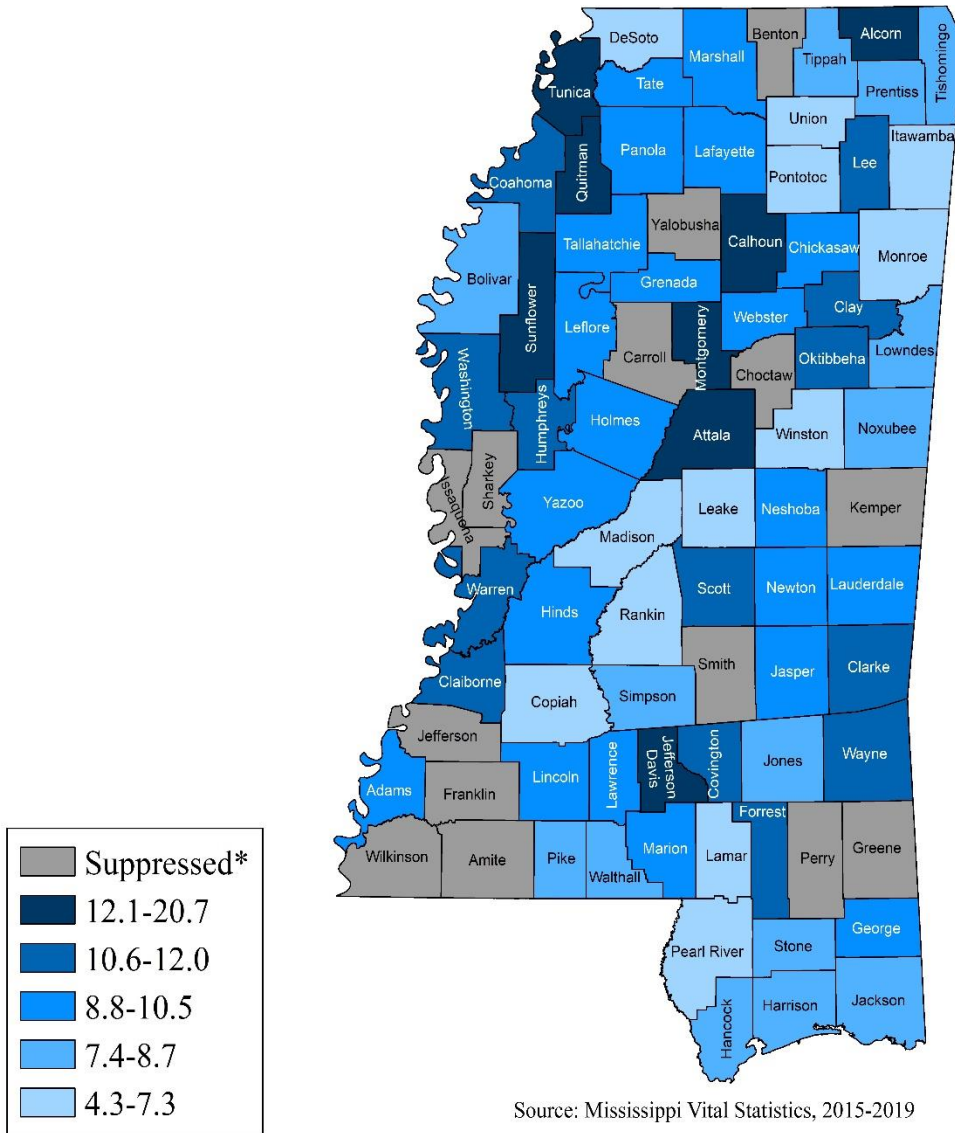 DeSoto
Marshall
Benton
Tippah
Alcorn
Tishomingo
Tunica
Tate
Prentiss
Union
Itawamba
Panola
Lafayette
Lee
Quitman
Pontotoc
Coahoma
Yalobusha
Tallahatchie
Calhoun
Chickasaw
Monroe
Bolivar
Grenada
Sunflower
Leflore
Webster
Clay
Carroll
Montgomery
Choctaw
Oktibbeha
Lowndes
Washington
Humphreys
Holmes
Attala
Winston
Noxubee
Issaquena
Sharkey
Yazoo
Leake
Neshoba
Kemper
Madison
Warren
Hinds
Rankin
Scott
Newton
Lauderdale
Claiborne
Copiah
Simpson
Smith
Jasper
Clarke
Jefferson
Adams
Franklin
Lincoln
Lawrence
Jefferson
Davis
Covington
Jones
Wayne
Wilkinson
Amite
Pike
Walthall
Marion
Lamar
Forrest
Perry
Greene
Pearl River
Stone
George
Hancock
Harrison
Jackson
Suppressed*
12.1-20.7
10.6-12.0
8.8-10.5
7.4-8.7
4.3-7.3
Source: Mississippi Vital Statistics, 2015-2019